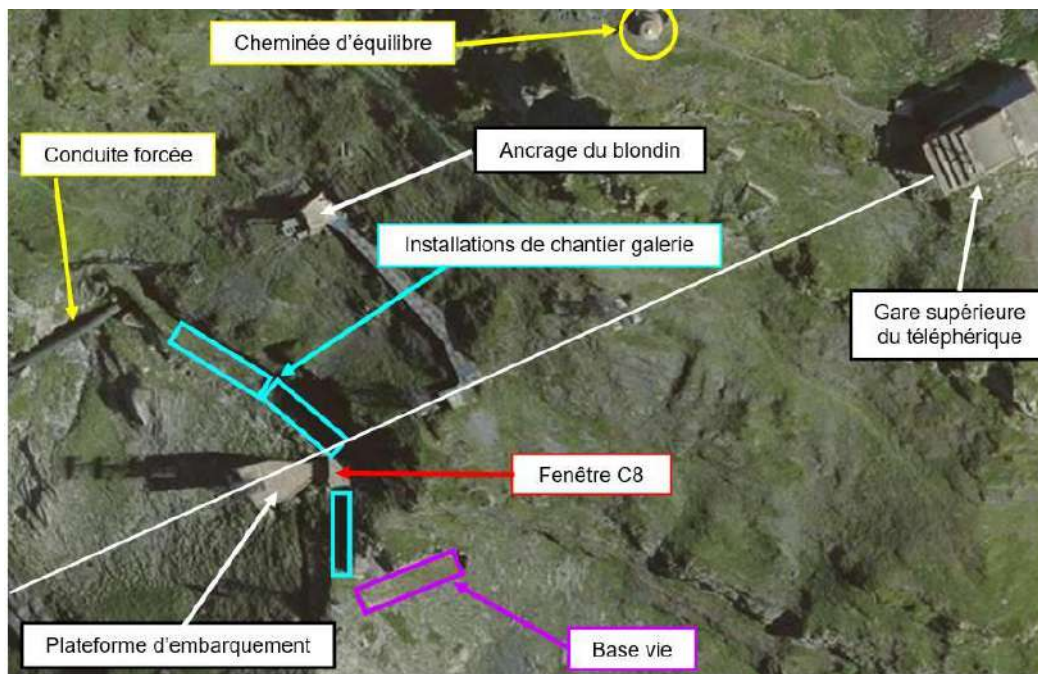 Cheminée d'équilibre
Conduite forcée
Ancrage du blondin
Installations de chantier galerie
Gare supérieure
du téléphérique
Fenêtre C8
Plateforme d'embarquement
Base vie